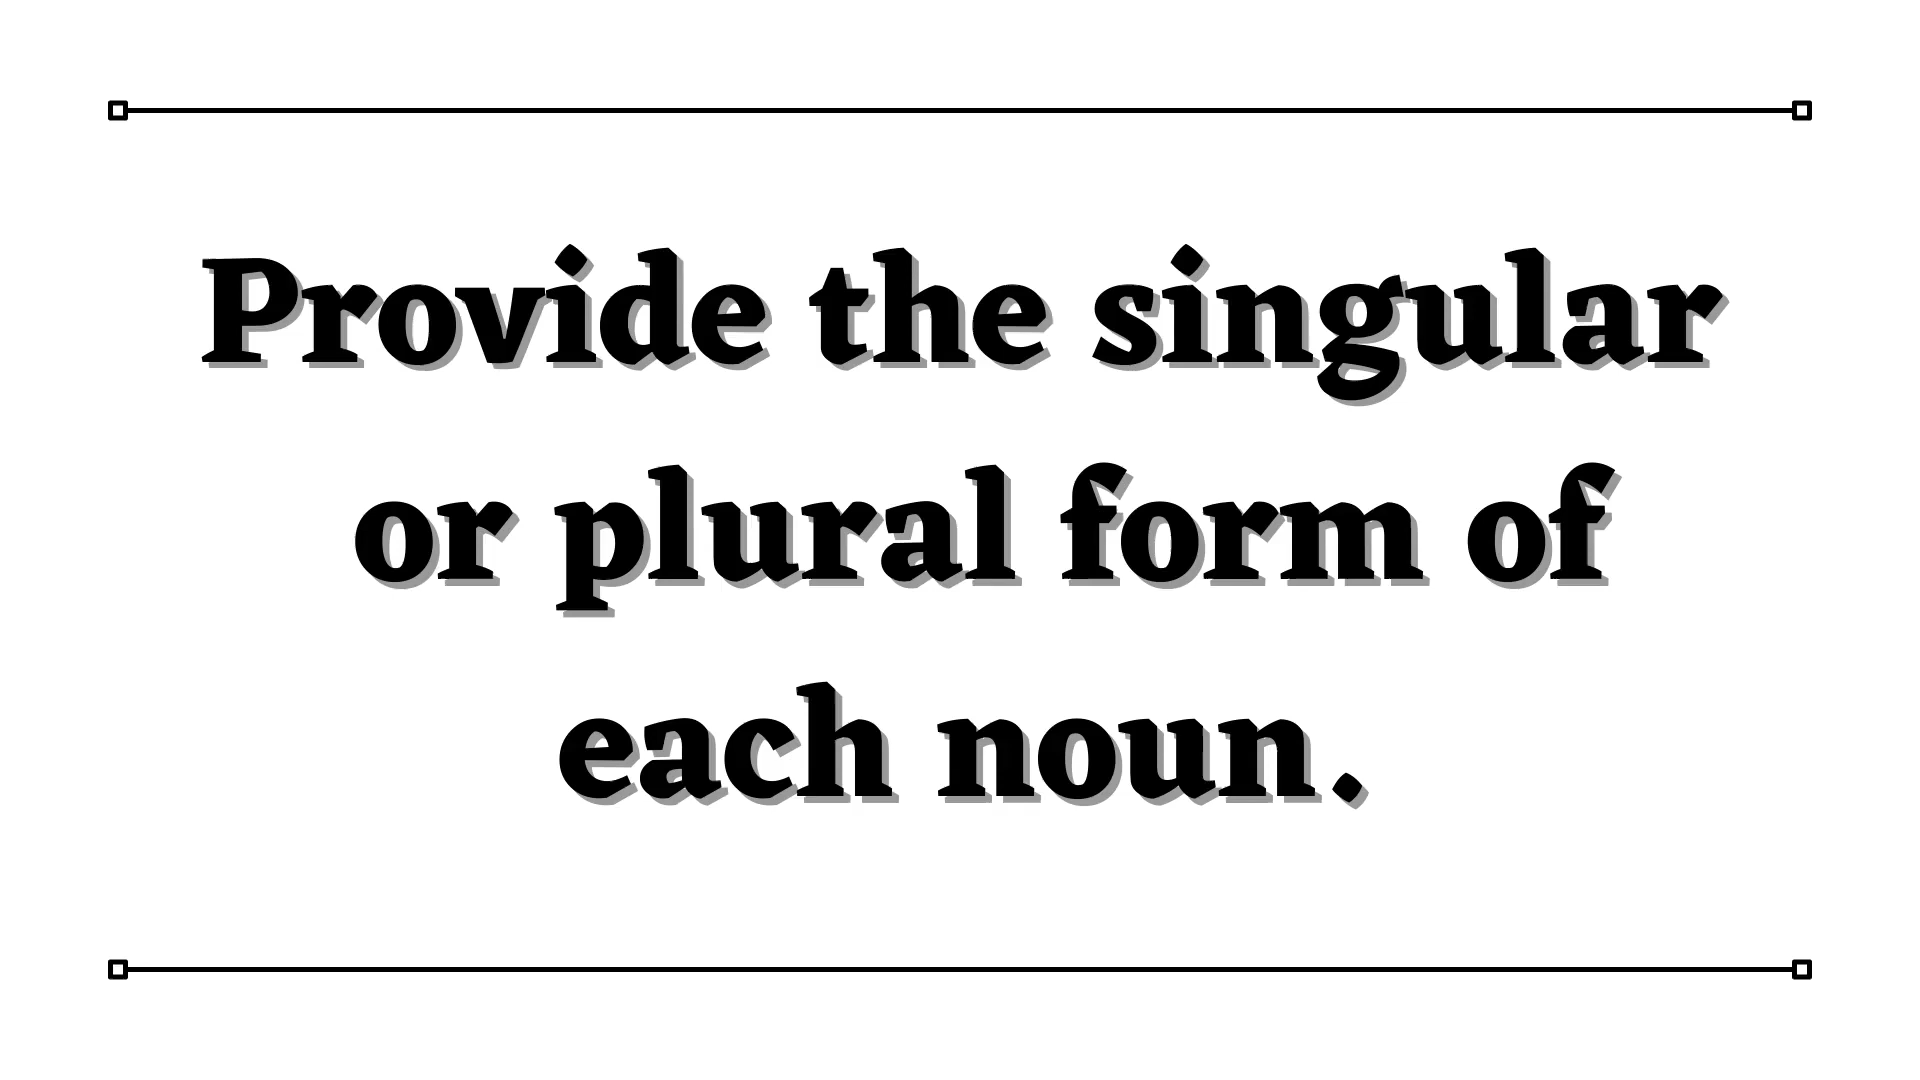 Provide the singular
or plural form of
each noun.